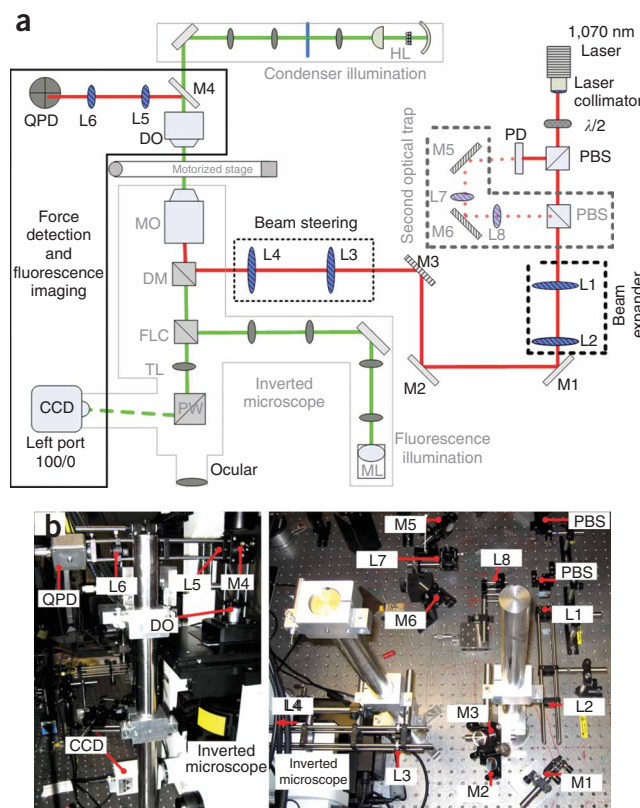 a
1,070 nm
Laser
HL
Condenser illumination
Laser
collimator
M4
QPD
L6
L5
DO
λ/2
PD
PBS
M5
Motorized stage
Second optical trap
L7
PBS
MO
Beam steering
M6
L8
Force
detection
and
fluorescence
imaging
L4
L3
M3
L1
DM
Beam
expander
FLC
L2
TL
Inverted
microscope
M2
M1
CCD
PW
Left port
100/0
Fluorescence
illumination
ML
Ocular
b
M5
PBS
L6
L5
M4
L7
L8
PBS
QPD
DO
M6
L1
L4
M3
L2
CCD
Inverted
microscope
Inverted
microscope
L3
M2
M1